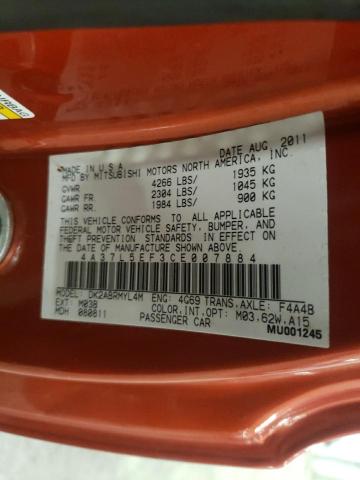 AIRBAG
MADE IN U.S.A. DATE AUG, 2011
MFD BY MITSUBISHI MOTORS NORTH AMERICA, INC.
GVWR 4266 LBS/ 1935 KG
GAWR FR. 2304 LBS/ 1045 KG
GAWR RR. 1984 LBS/ 900 KG
THIS VEHICLE CONFORMS TO ALL APPLICABLE
FEDERAL MOTOR VEHICLE SAFETY, BUMPER, AND
THEFT PREVENTION STANDARDS IN EFFECT ON
THE DATE OF MANUFACTURE SHOWN ABOVE.
4A37L5EF3CE007884
MODEL: DK2A8RMYL4M ENG: 4G69 TRANS.AXLE: F4A4B
EXT: M03B COLOR.INT.OPT: M03.62W.A15
MDH 080811 PASSENGER CAR
MU001245